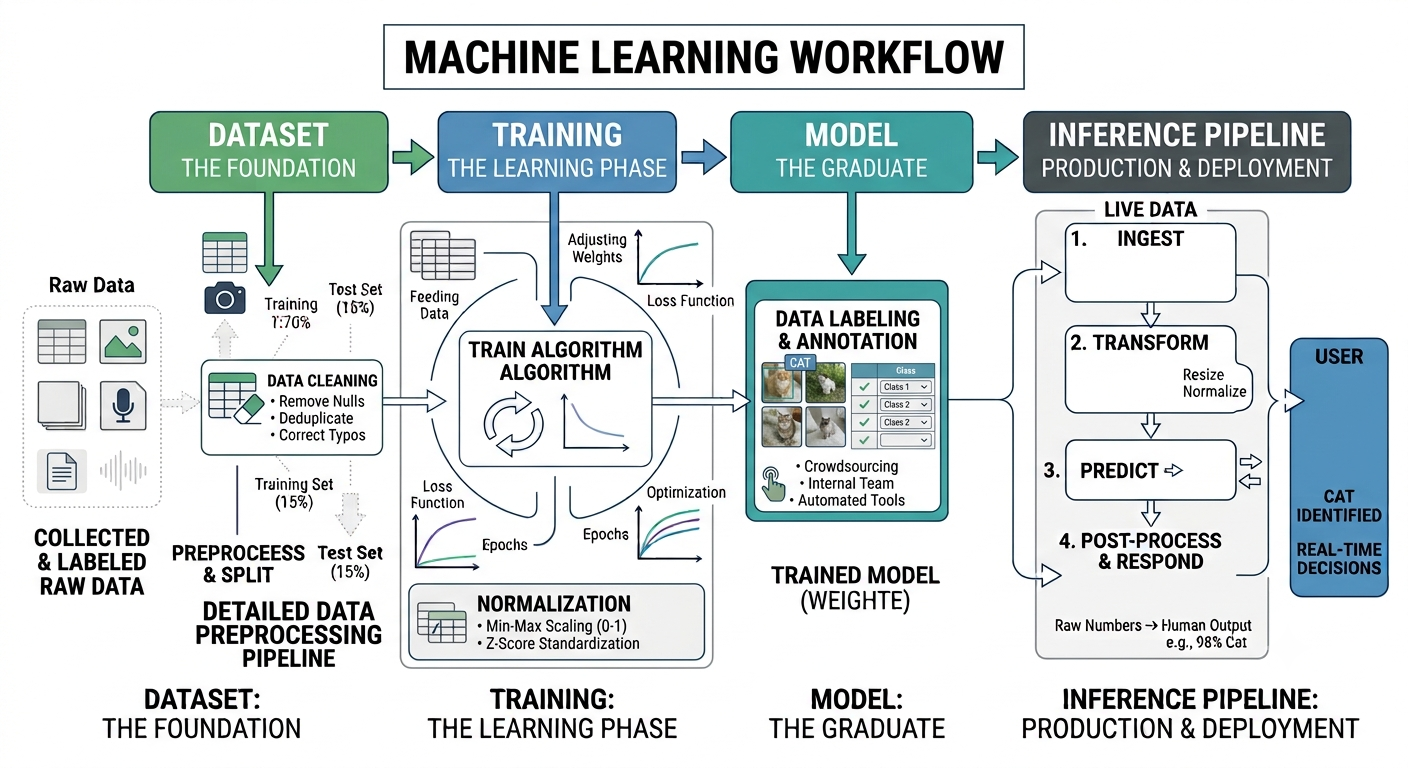 MACHINE LEARNING WORKFLOW
DATASET
THE FOUNDATION
TRAINING
THE LEARNING PHASE
MODEL
THE GRADUATE
INFERENCE PIPELINE
PRODUCTION & DEPLOYMENT
Raw Data
COLLECTED
& LABELED
RAW DATA
Training
1:70%
Tost Set
(16%)
DATA CLEANING
• Remove Nulls
• Deduplicate
• Correct Typos
Training Set
(15%)
PREPROCEESS
& SPLIT
Test Set
(15%)
DETAILED DATA
PREPROCESSING
PIPELINE
Feeding
Data
Adjusting
Weights
Loss Function
TRAIN ALGORITHM
ALGORITHM
Loss
Function
Epochs
Epochs
Optimization
NORMALIZATION
• Min-Max Scaling (0-1)
• Z-Score Standardization
DATA LABELING
& ANNOTATION
CAT
Glass
Class 1
Class 2
Claes 2
• Crowdsourcing
• Internal Team
• Automated Tools
TRAINED MODEL
(WEIGHTE)
LIVE DATA
1. INGEST
2. TRANSFORM
Resize
Normalize
3. PREDICT
4. POST-PROCESS
& RESPOND
Raw Numbers → Human Output
e.g., 98% Cat
USER
CAT
IDENTIFIED
REAL-TIME
DECISIONS
DATASET:
THE FOUNDATION
TRAINING:
THE LEARNING PHASE
MODEL:
THE GRADUATE
INFERENCE PIPELINE:
PRODUCTION & DEPLOYMENT